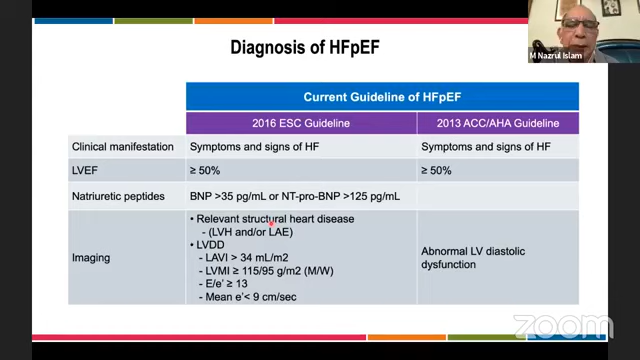 Diagnosis of HFpEF
M Nazrul Islam
Current Guideline of HFpEF
2016 ESC Guideline
2013 ACC/AHA Guideline
Clinical manifestation
Symptoms and signs of HF
Symptoms and signs of HF
LVEF
≥ 50%
≥ 50%
Natriuretic peptides
BNP >35 pg/mL or NT-pro-BNP >125 pg/mL
Imaging
• Relevant structural heart disease
- (LVH and/or LAE)
• LVDD
- LAVI > 34 mL/m2
- LVMI ≥ 115/95 g/m2 (M/W)
- E/e' ≥ 13
- Mean e'< 9 cm/sec
Abnormal LV diastolic
dysfunction
zoom